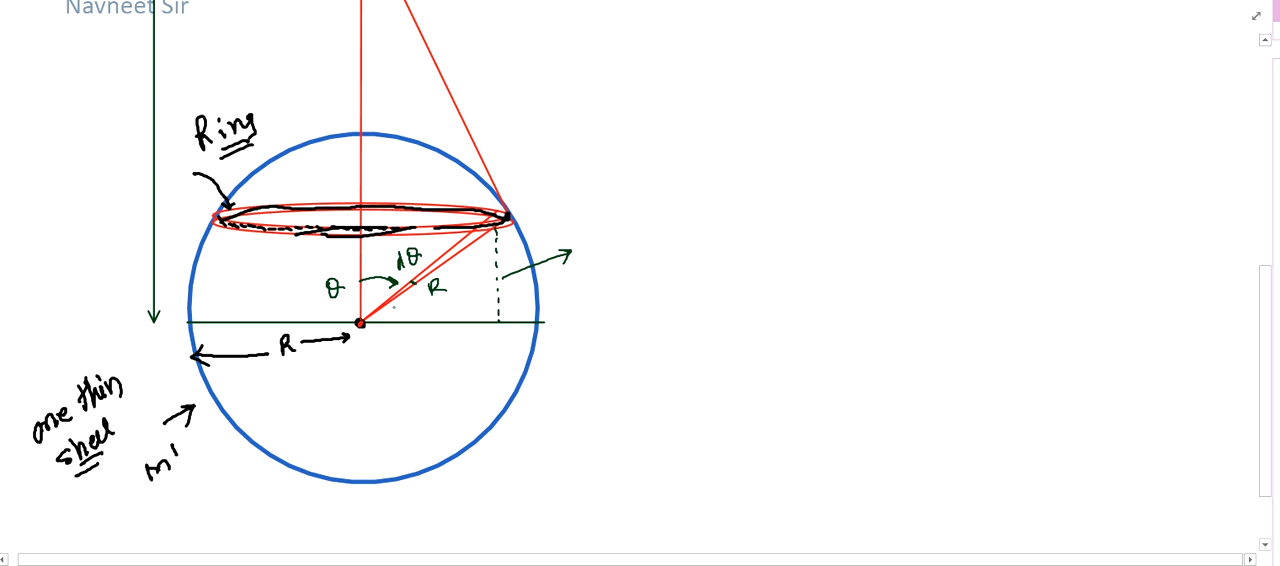 Navneet Sir
Ring
dθ
θ
R
R
one thin
shell
m'